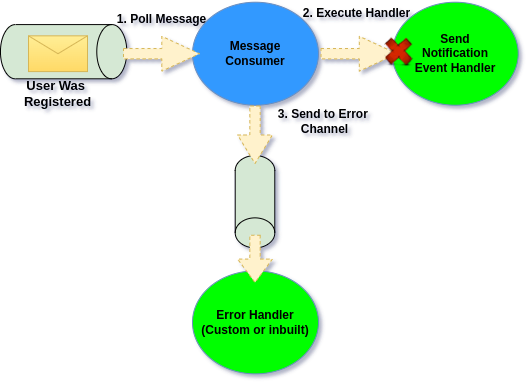 1. Poll Message
2. Execute Handler
Message
Consumer
Send
Notification
Event Handler
User Was
Registered
3. Send to Error
Channel
Error Handler
(Custom or inbuilt)